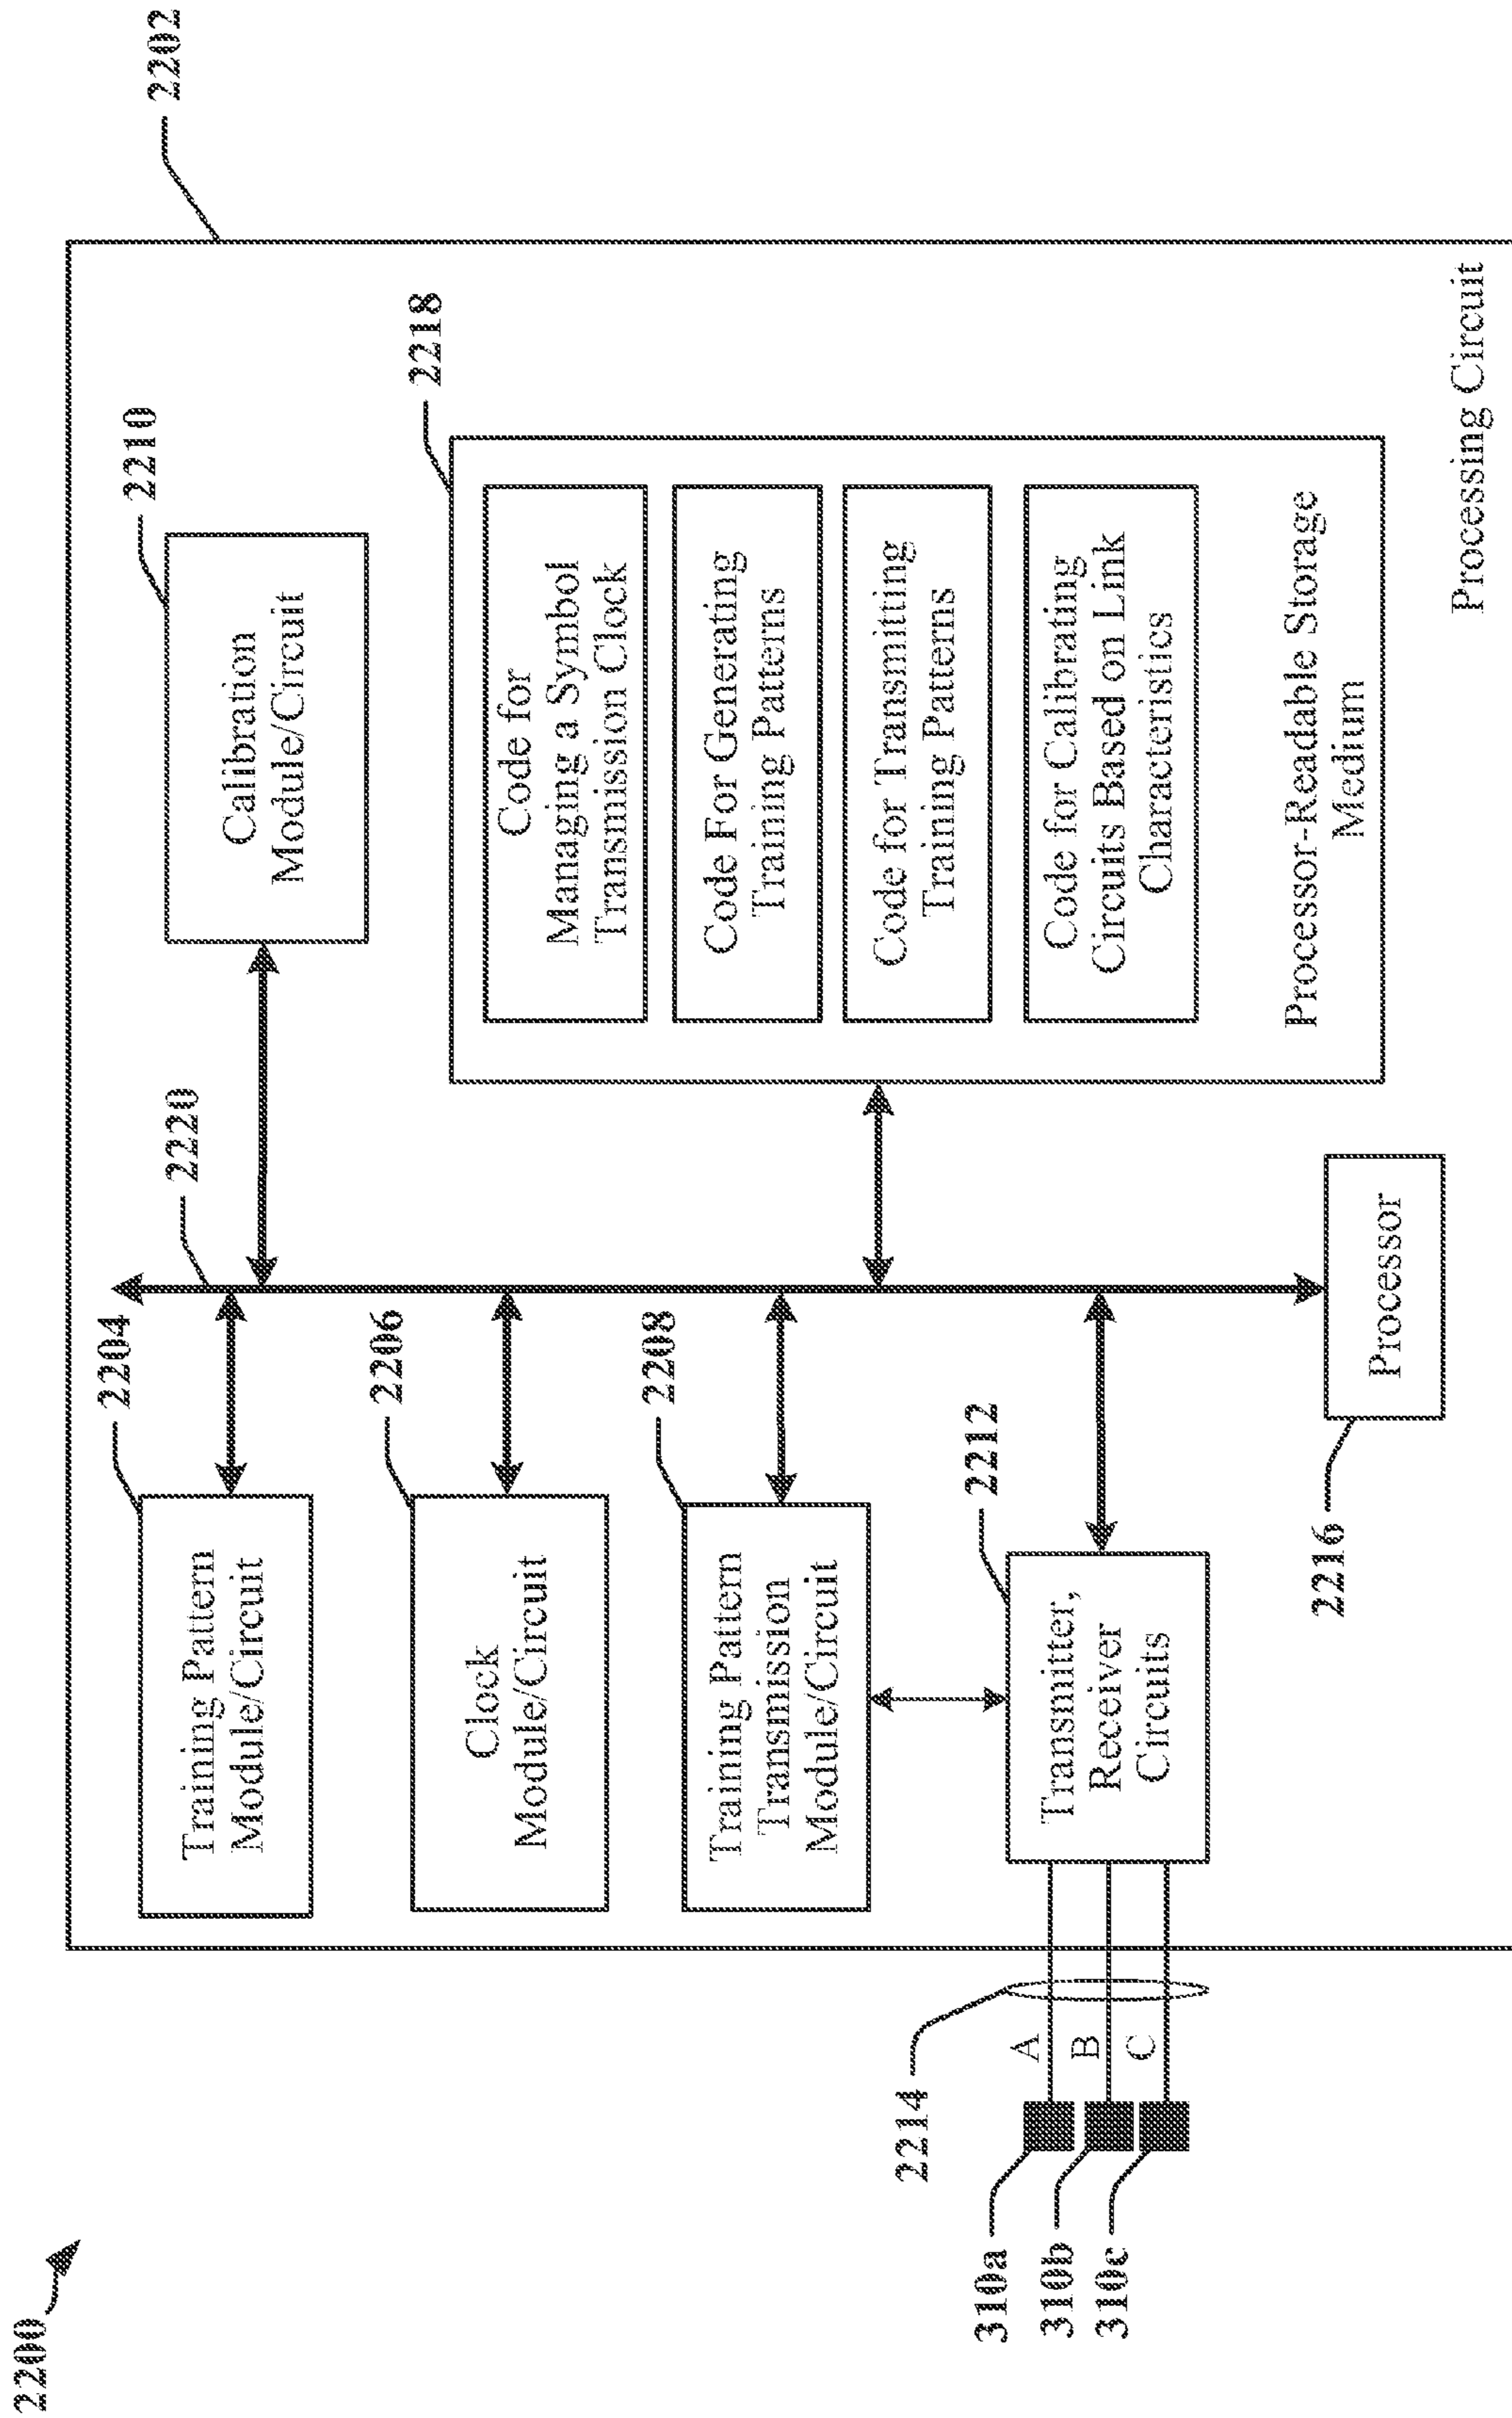 2200
2202
2204
Training Pattern
Module/Circuit
2220
2210
Calibration
Module/Circuit
2206
Clock
Module/Circuit
2208
Training Pattern
Transmission
Module/Circuit
2218
Code for
Managing a Symbol
Transmission Clock
Code For Generating
Training Patterns
Code for Transmitting
Training Patterns
Code for Calibrating
Circuits Based on Link
Characteristics
Processor-Readable Storage
Medium
2214
A
B
C
310a
310b
310c
2212
Transmitter,
Receiver
Circuits
2216
Processor
Processing Circuit